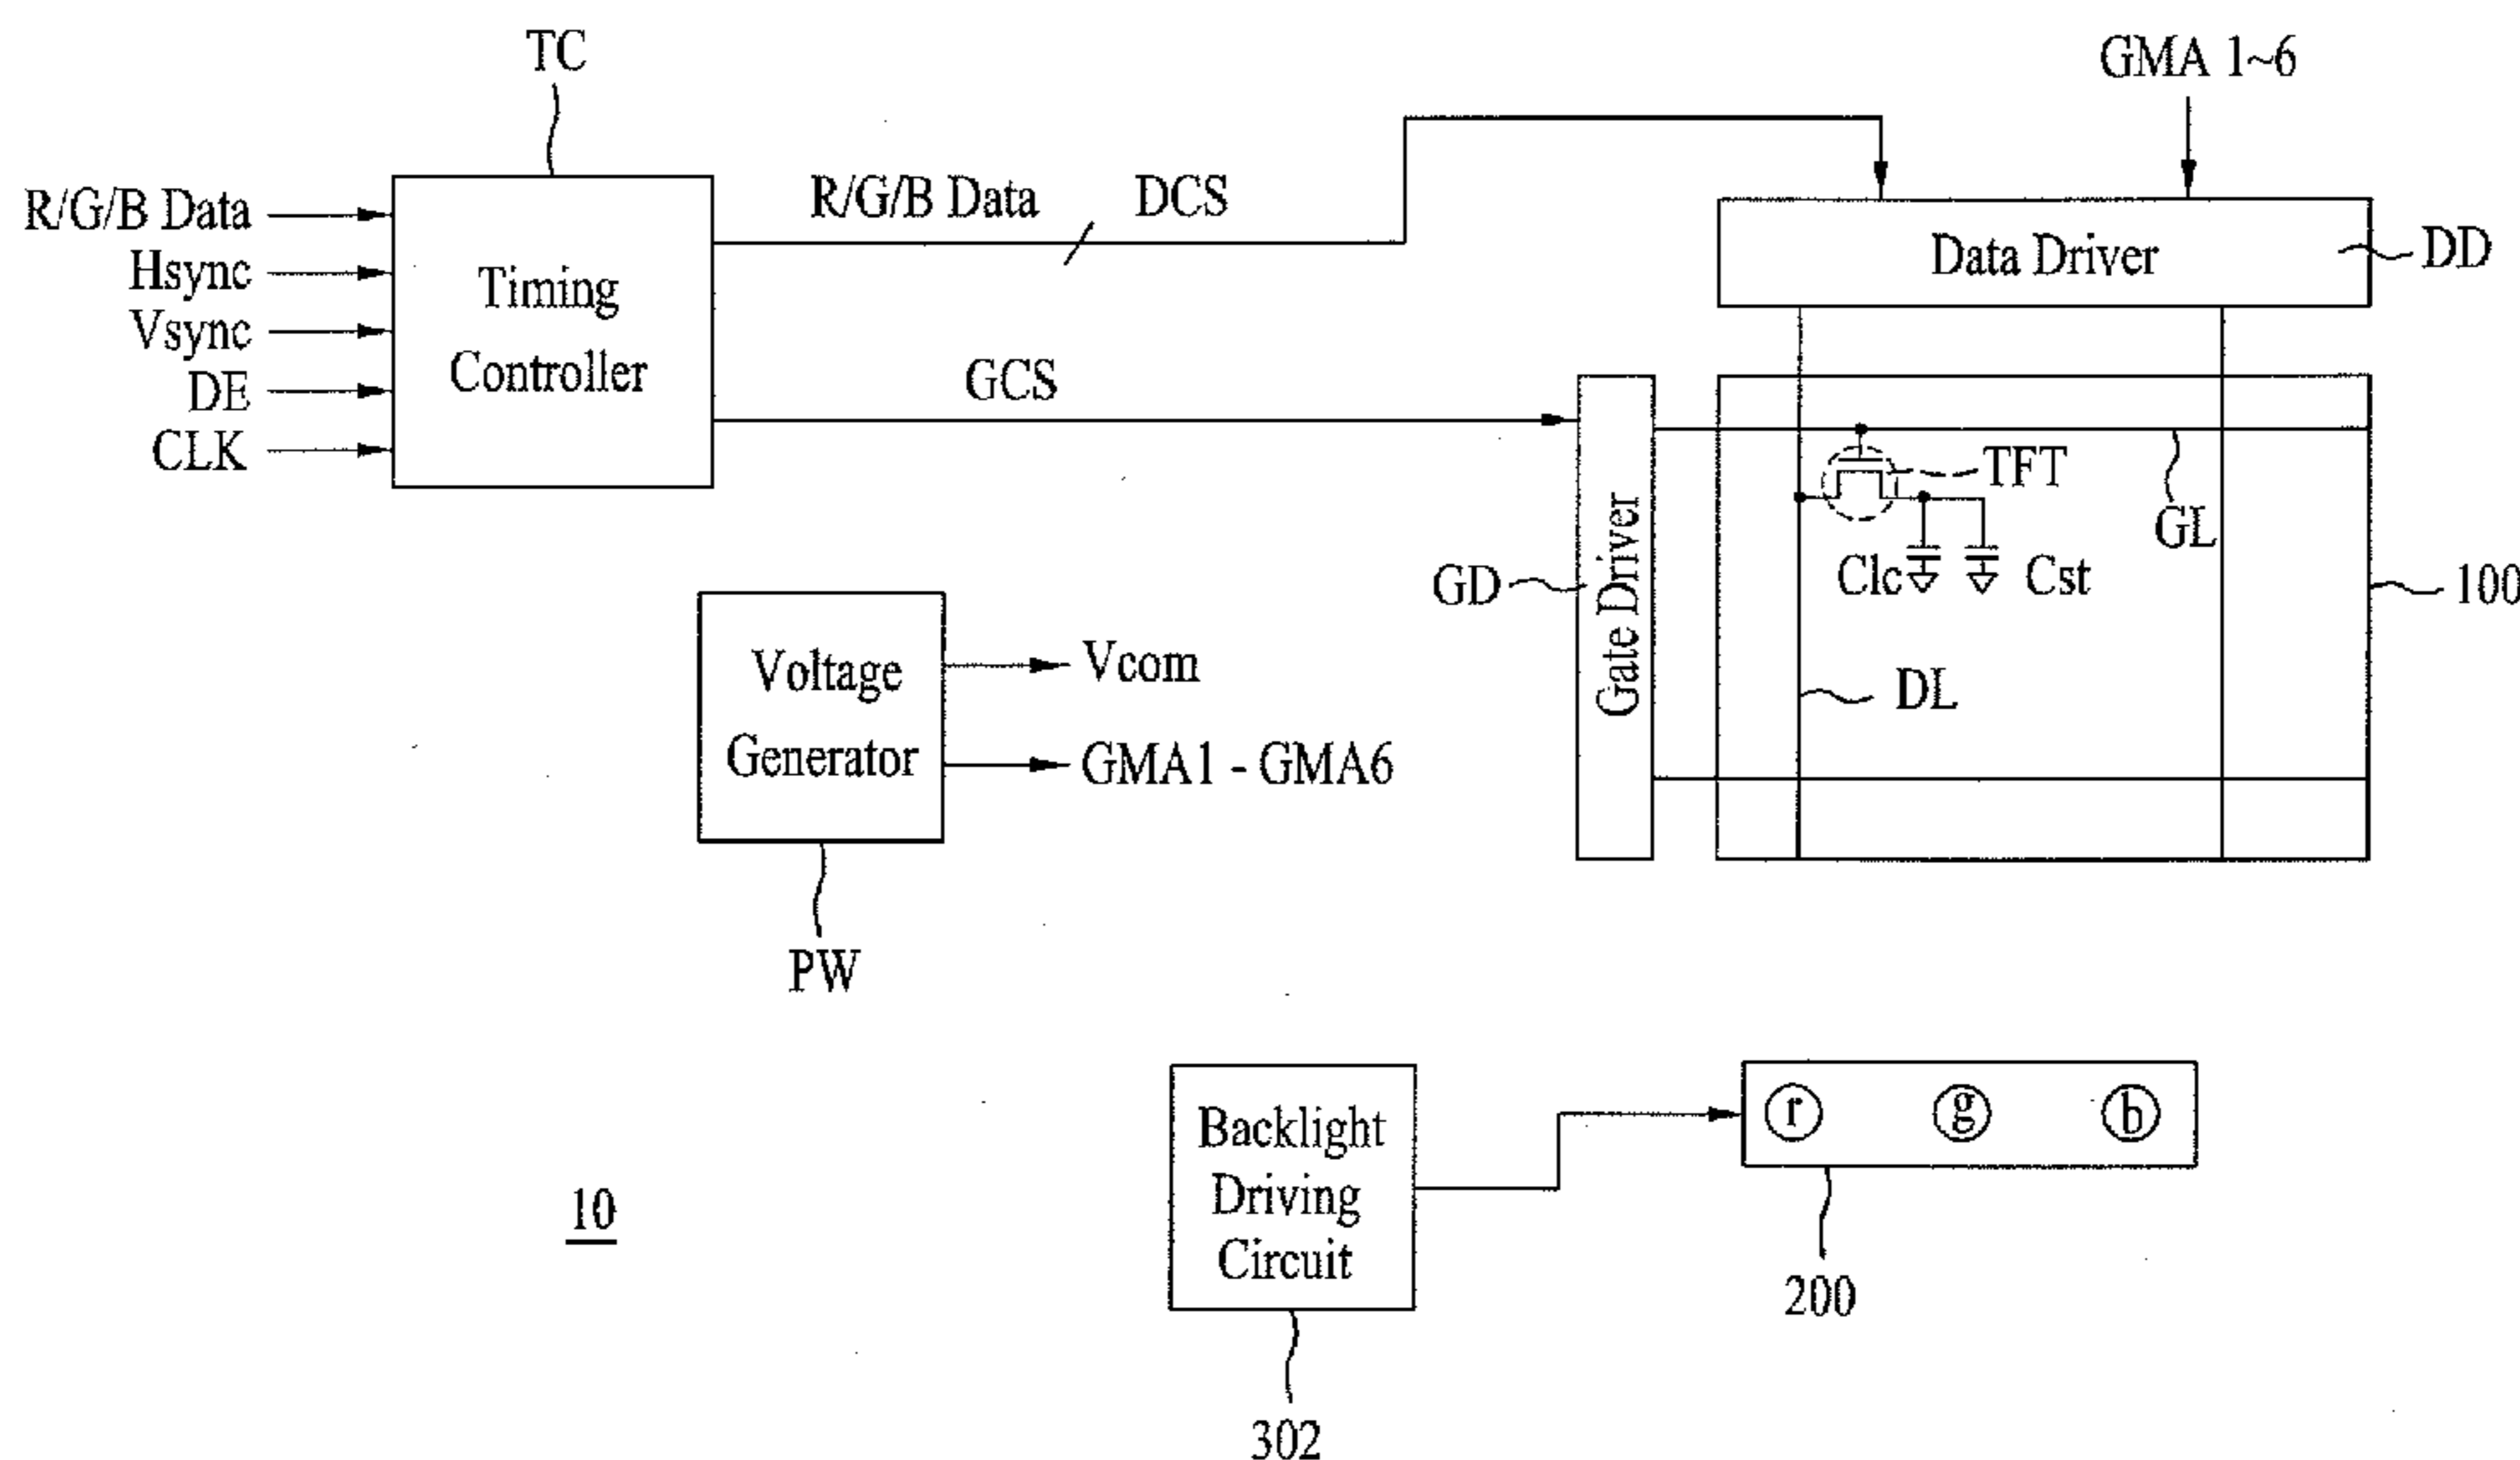 TC
GMA 1~6
R/G/B Data
Hsync
Vsync
DE
CLK
Timing
Controller
R/G/B Data
DCS
GCS
Data Driver
DD
TFT
GL
Clc
Cst
GD
Gate Driver
100
DL
Voltage
Generator
Vcom
GMA1 - GMA6
PW
Backlight
Driving
Circuit
r
g
b
10
200
302